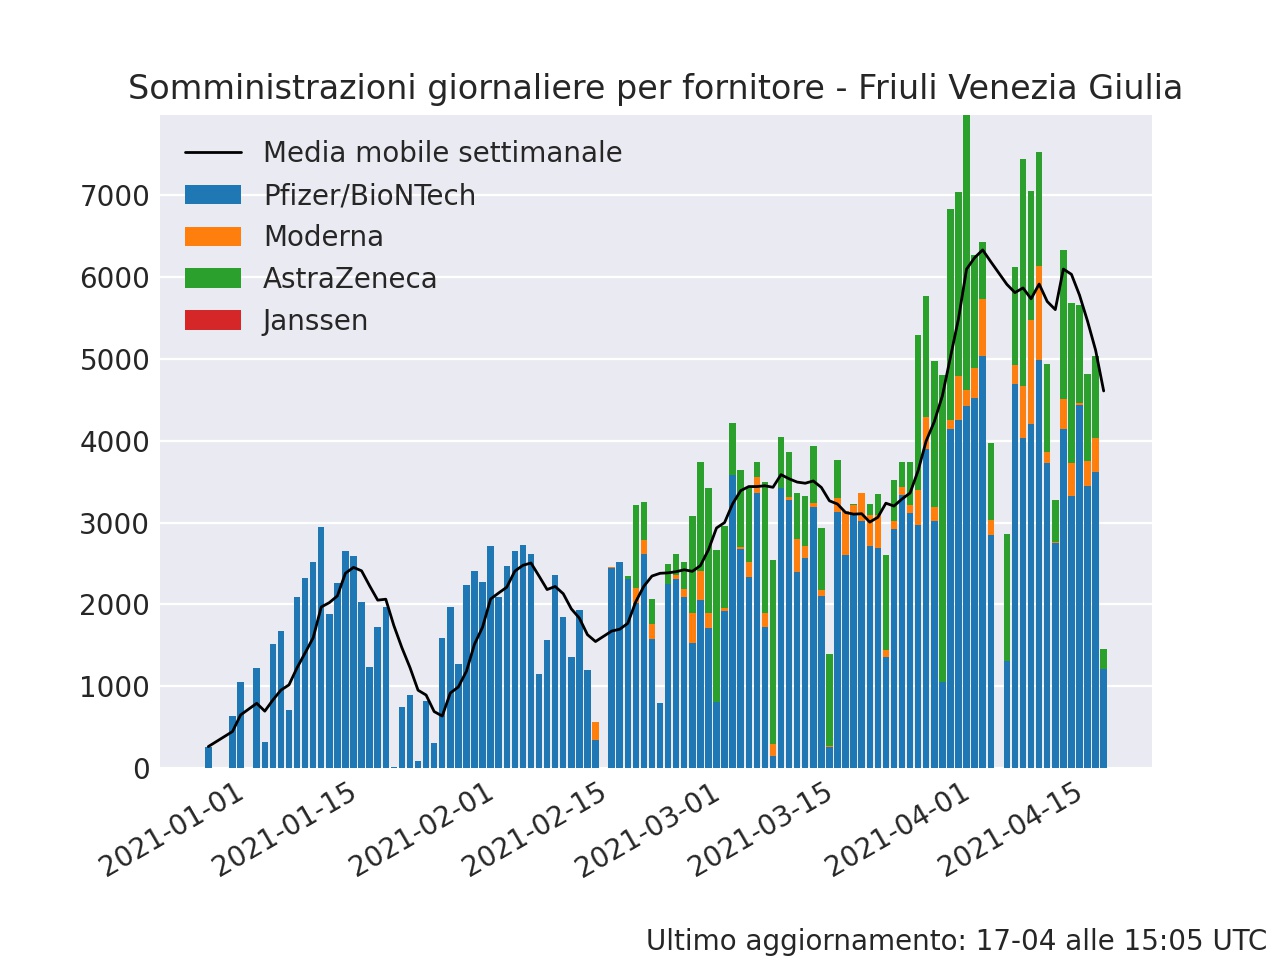 Somministrazioni giornaliere per fornitore - Friuli Venezia Giulia
Media mobile settimanale
Pfizer/BioNTech
Moderna
AstraZeneca
Janssen
7000
6000
5000
4000
3000
2000
1000
0
2021-01-01
2021-01-15
2021-02-01
2021-02-15
2021-03-01
2021-03-15
2021-04-01
2021-04-15
Ultimo aggiornamento: 17-04 alle 15:05 UTC